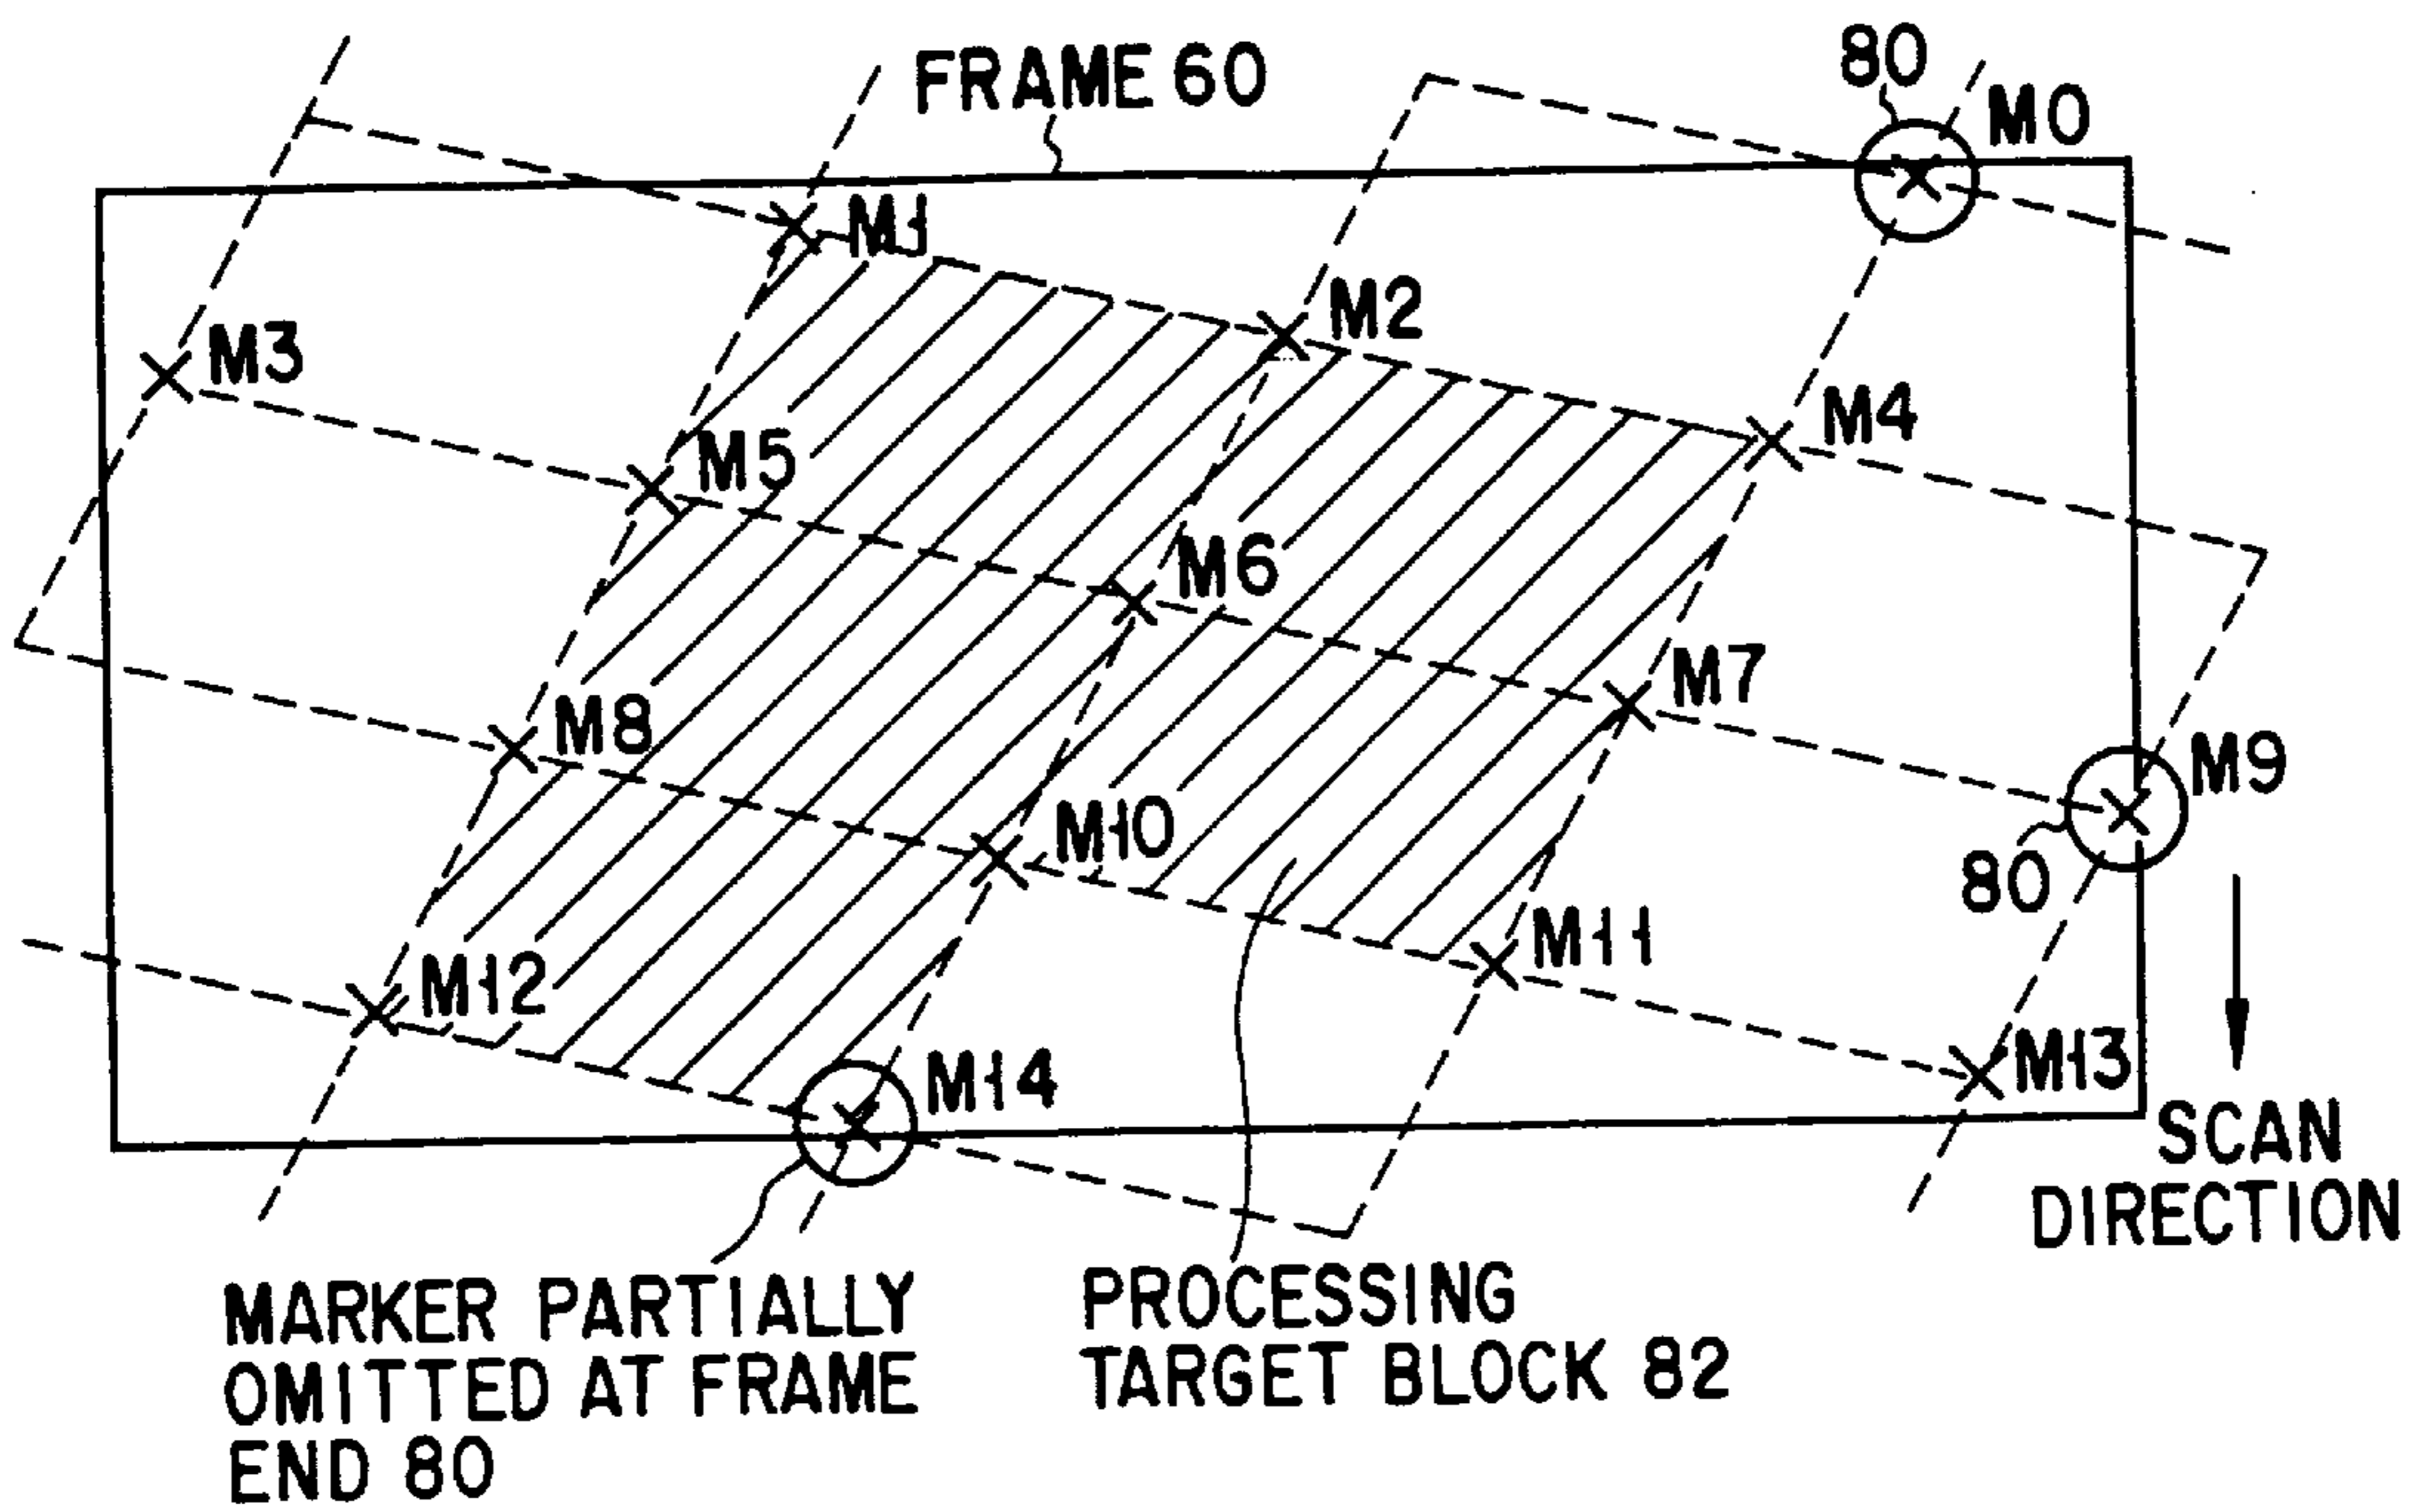 FRAME 60
80
M0
M1
M2
M3
M4
M5
M6
M7
M8
M9
80
M10
M11
M12
M13
M14
SCAN
DIRECTION
MARKER PARTIALLY
OMITTED AT FRAME
END 80
PROCESSING
TARGET BLOCK 82